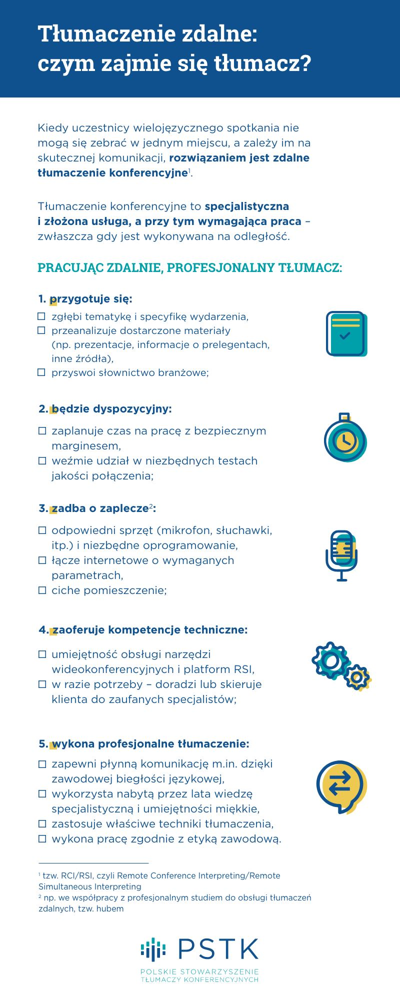 Tłumaczenie zdalne:
czym zajmie się tłumacz?
Kiedy uczestnicy wielojęzycznego spotkania nie
mogą się zebrać w jednym miejscu, a zależy im na
skutecznej komunikacji, rozwiązaniem jest zdalne
tłumaczenie konferencyjne¹.
Tłumaczenie konferencyjne to specjalistyczna
i złożona usługa, a przy tym wymagająca praca –
zwłaszcza gdy jest wykonywana na odległość.
PRACUJĄC ZDALNIE, PROFESJONALNY TŁUMACZ:
1. przygotuje się:
☐ zgłębi tematykę i specyfikę wydarzenia,
☐ przeanalizuje dostarczone materiały
(np. prezentacje, informacje o prelegentach,
inne źródła),
☐ przyswoi słownictwo branżowe;
2. będzie dyspozycyjny:
☐ zaplanuje czas na pracę z bezpiecznym
marginesem,
☐ weźmie udział w niezbędnych testach
jakości połączenia;
3. zadba o zaplecze²:
☐ odpowiedni sprzęt (mikrofon, słuchawki,
itp.) i niezbędne oprogramowanie,
☐ łącze internetowe o wymaganych
parametrach,
☐ ciche pomieszczenie;
4. zaoferuje kompetencje techniczne:
☐ umiejętność obsługi narzędzi
wideokonferencyjnych i platform RSI,
☐ w razie potrzeby – doradzi lub skieruje
klienta do zaufanych specjalistów;
5. wykona profesjonalne tłumaczenie:
☐ zapewni płynną komunikację m.in. dzięki
zawodowej biegłości językowej,
☐ wykorzysta nabytą przez lata wiedzę
specjalistyczną i umiejętności miękkie,
☐ zastosuje właściwe techniki tłumaczenia,
☐ wykona pracę zgodnie z etyką zawodową.
¹ tzw. RCI/RSI, czyli Remote Conference Interpreting/Remote
Simultaneous Interpreting
² np. we współpracy z profesjonalnym studiem do obsługi tłumaczeń
zdalnych, tzw. hubem
PSTK
POLSKIE STOWARZYSZENIE
TŁUMACZY KONFERENCYJNYCH